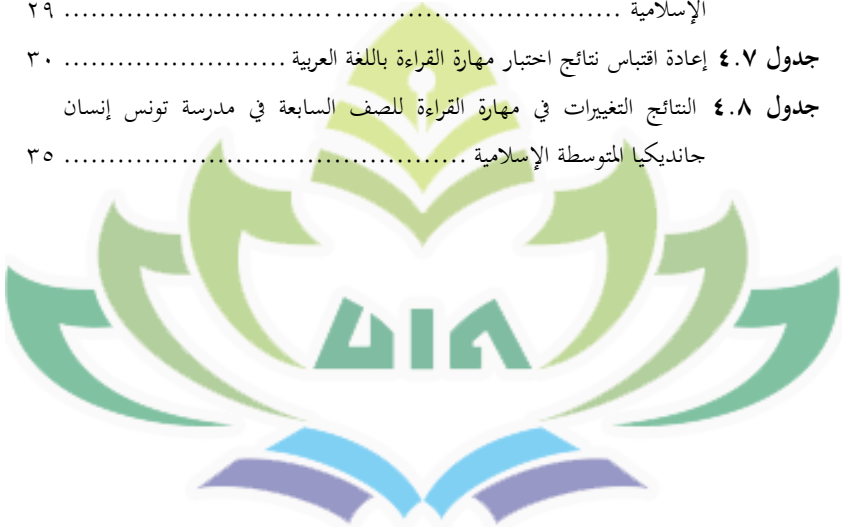 الإسلامية ................................................................ ٢٩
جدول ٤.٧ إعادة اقتباس نتائج اختبار مهارة القراءة باللغة العربية ........................ ٣٠
جدول ٤.٨ النتائج التغييرات في مهارة القراءة للصف السابعة في مدرسة تونس إنسان
جانديكيا المتوسطة الإسلامية ............................................. ٣٥
UIN